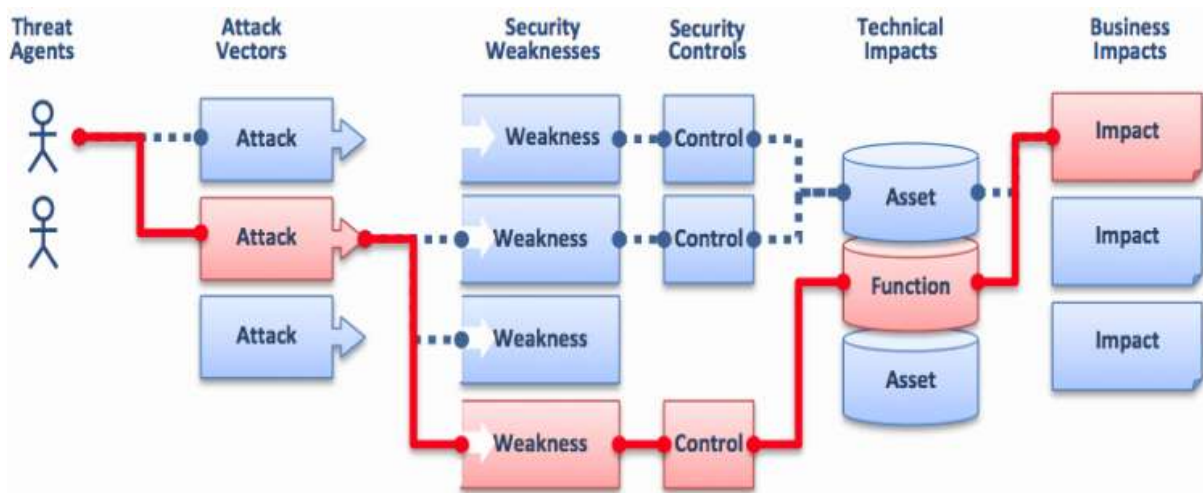 Threat Agents
Attack Vectors
Security Weaknesses
Security Controls
Technical Impacts
Business Impacts
Attack
Weakness
Control
Impact
Asset
Attack
Weakness
Control
Impact
Function
Attack
Weakness
Impact
Asset
Weakness
Control